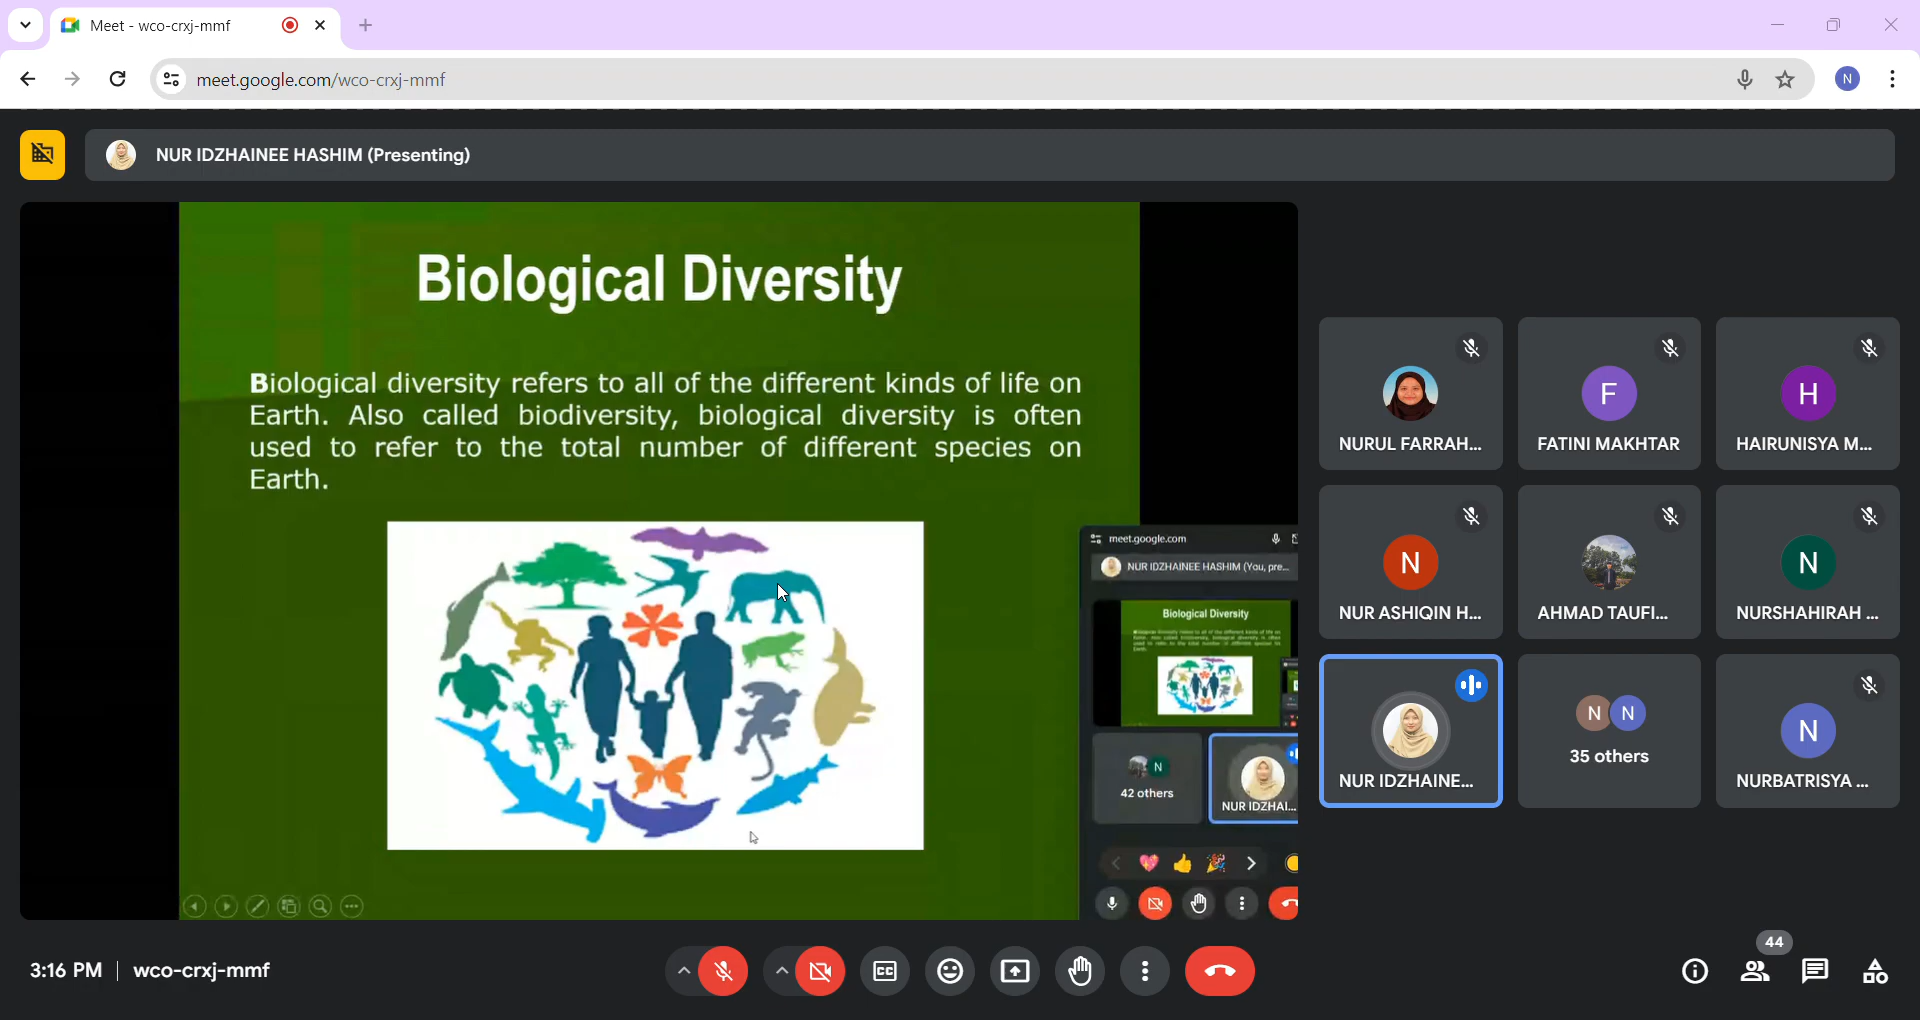 Meet - wco-crxj-mmf
meet.google.com/wco-crxj-mmf
N
NUR IDZHAINEE HASHIM (Presenting)
Biological Diversity
Biological diversity refers to all of the different kinds of life on
Earth. Also called biodiversity, biological diversity is often
used to refer to the total number of different species on
Earth.
meet.google.com
NUR IDZHAINEE HASHIM (You, pre...
Biological Diversity
N
42 others
NUR IDZHAI...
NURUL FARRAH...
F
FATINI MAKHTAR
H
HAIRUNISYA M...
N
NUR ASHIQIN H...
AHMAD TAUFI...
N
NURSHAHIRAH ...
NUR IDZHAINE...
N N
35 others
N
NURBATRISYA ...
3:16 PM | wco-crxj-mmf
CC
44